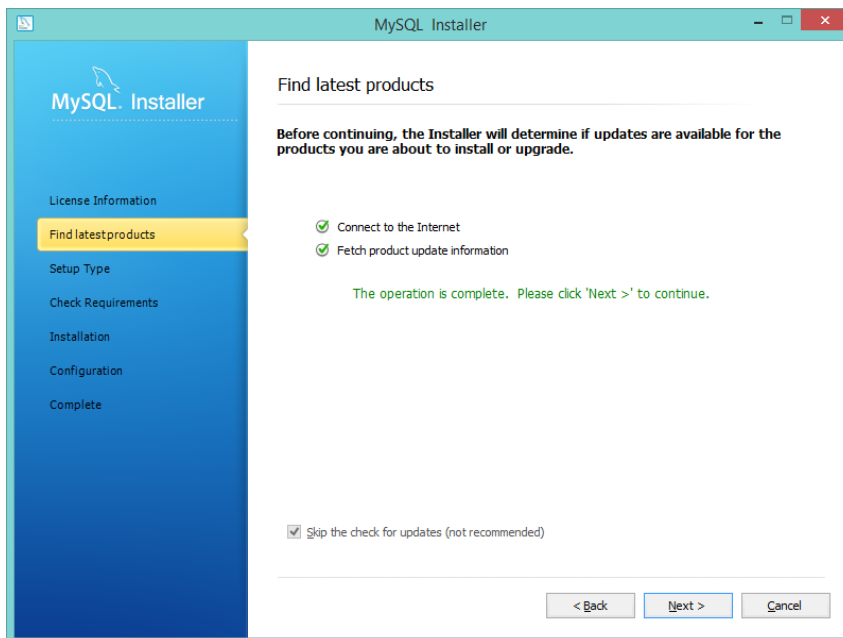 MySQL Installer
MySQL. Installer
License Information
Find latest products
Setup Type
Check Requirements
Installation
Configuration
Complete
Find latest products
Before continuing, the Installer will determine if updates are available for the
products you are about to install or upgrade.
Connect to the Internet
Fetch product update information
The operation is complete. Please click 'Next >' to continue.
Skip the check for updates (not recommended)
< Back
Next >
Cancel